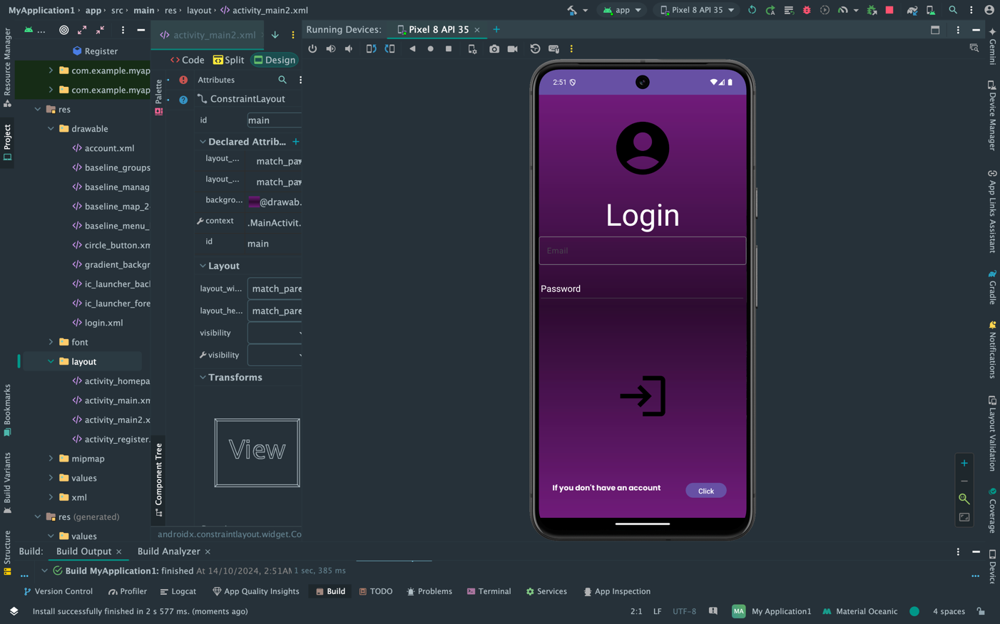 MyApplication1 › app › src › main › res › layout › activity_main2.xml
app
Pixel 8 API 35
activity_main2.xml
Running Devices:
Pixel 8 API 35
Code
Split
Design
Resource Manager
Project
Bookmarks
Build Variants
Structure
...
Register
com.example.myap
com.example.myap
res
drawable
account.xml
baseline_groups
baseline_manag
baseline_map_2
baseline_menu_
circle_button.xm
gradient_backgr
ic_launcher_bac
ic_launcher_fore
login.xml
font
layout
activity_homepa
activity_main.xm
activity_main2.x
activity_register.
mipmap
values
xml
res (generated)
values
Palette
Component Tree
Attributes
ConstraintLayout
id
main
Declared Attrib...
layout_...
match_pa
layout_...
match_pa
backgro...
@drawab.
context
.MainActivit.
id
main
Layout
layout_wi...
match_pare
layout_he...
match_pare
visibility
visibility
Transforms
View
androidx.constraintlayout.widget.Co
2:51
Login
Email
Password
If you don't have an account
Click
Gemini
Device Manager
App Links Assistant
Gradle
Notifications
Layout Validation
Coverage
Device
Build:
Build Output
Build Analyzer
Build MyApplication1: finished At 14/10/2024, 2:51AM 1 sec, 385 ms
Version Control
Profiler
Logcat
App Quality Insights
Build
TODO
Problems
Terminal
Services
App Inspection
Install successfully finished in 2 s 577 ms. (moments ago)
2:1
LF
UTF-8
MA
My Application1
Material Oceanic
4 spaces